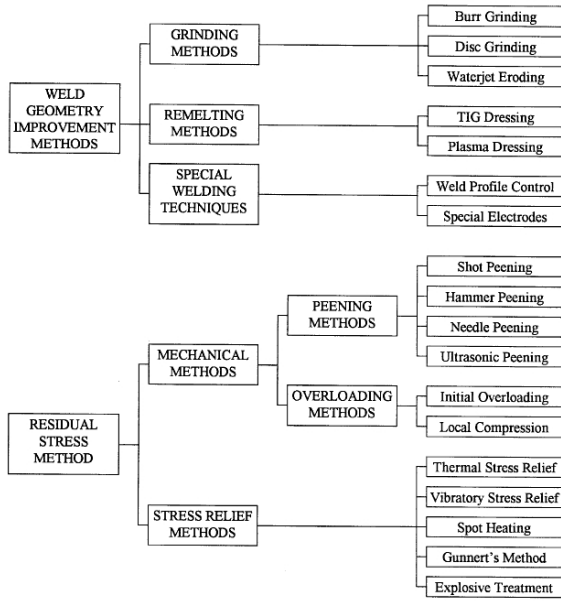 WELD
GEOMETRY
IMPROVEMENT
METHODS
GRINDING
METHODS
Burr Grinding
Disc Grinding
Waterjet Eroding
REMELTING
METHODS
TIG Dressing
Plasma Dressing
SPECIAL
WELDING
TECHNIQUES
Weld Profile Control
Special Electrodes
RESIDUAL
STRESS
METHOD
MECHANICAL
METHODS
PEENING
METHODS
Shot Peening
Hammer Peening
Needle Peening
Ultrasonic Peening
OVERLOADING
METHODS
Initial Overloading
Local Compression
STRESS RELIEF
METHODS
Thermal Stress Relief
Vibratory Stress Relief
Spot Heating
Gunnert's Method
Explosive Treatment